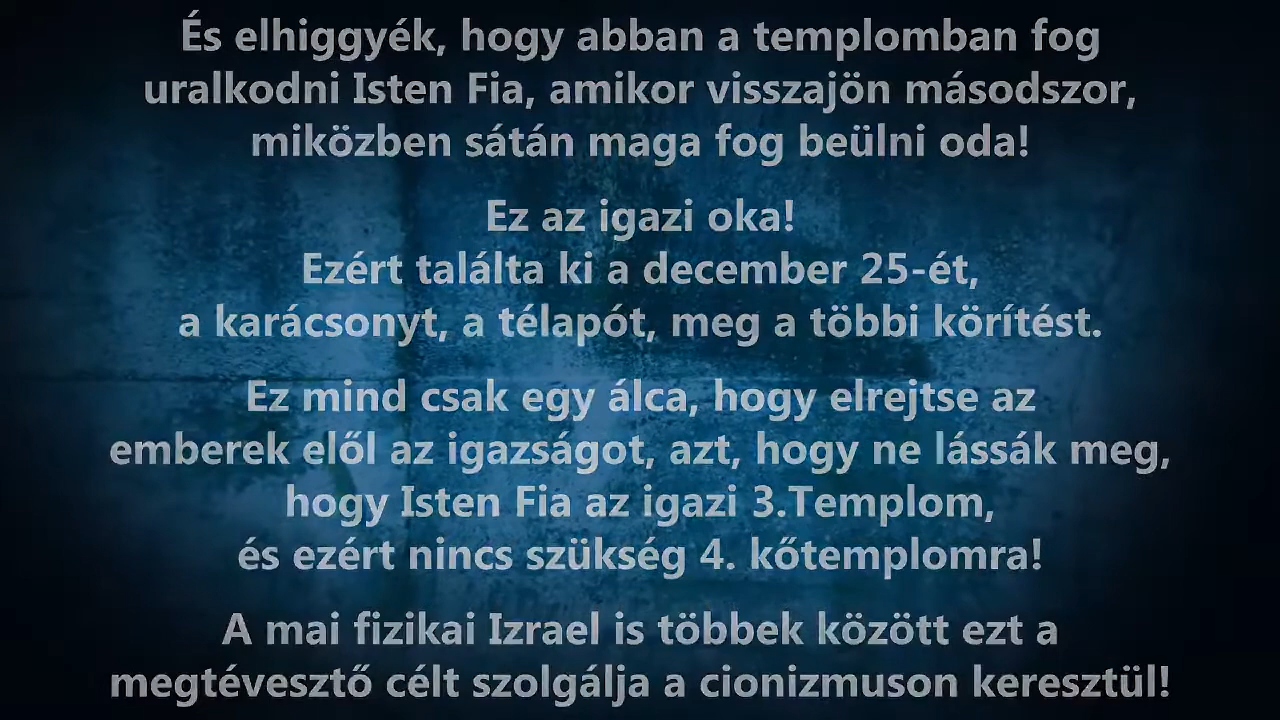 És elhiggyék, hogy abban a templomban fog
uralkodni Isten Fia, amikor visszajön másodszor,
miközben sátán maga fog beülni oda!
Ez az igazi oka!
Ezért találta ki a december 25-ét,
a karácsonyt, a télapót, meg a többi körítést.
Ez mind csak egy álca, hogy elrejtse az
emberek elől az igazságot, azt, hogy ne lássák meg,
hogy Isten Fia az igazi 3.Templom,
és ezért nincs szükség 4. kőtemplomra!
A mai fizikai Izrael is többek között ezt a
megtévesztő célt szolgálja a cionizmuson keresztül!